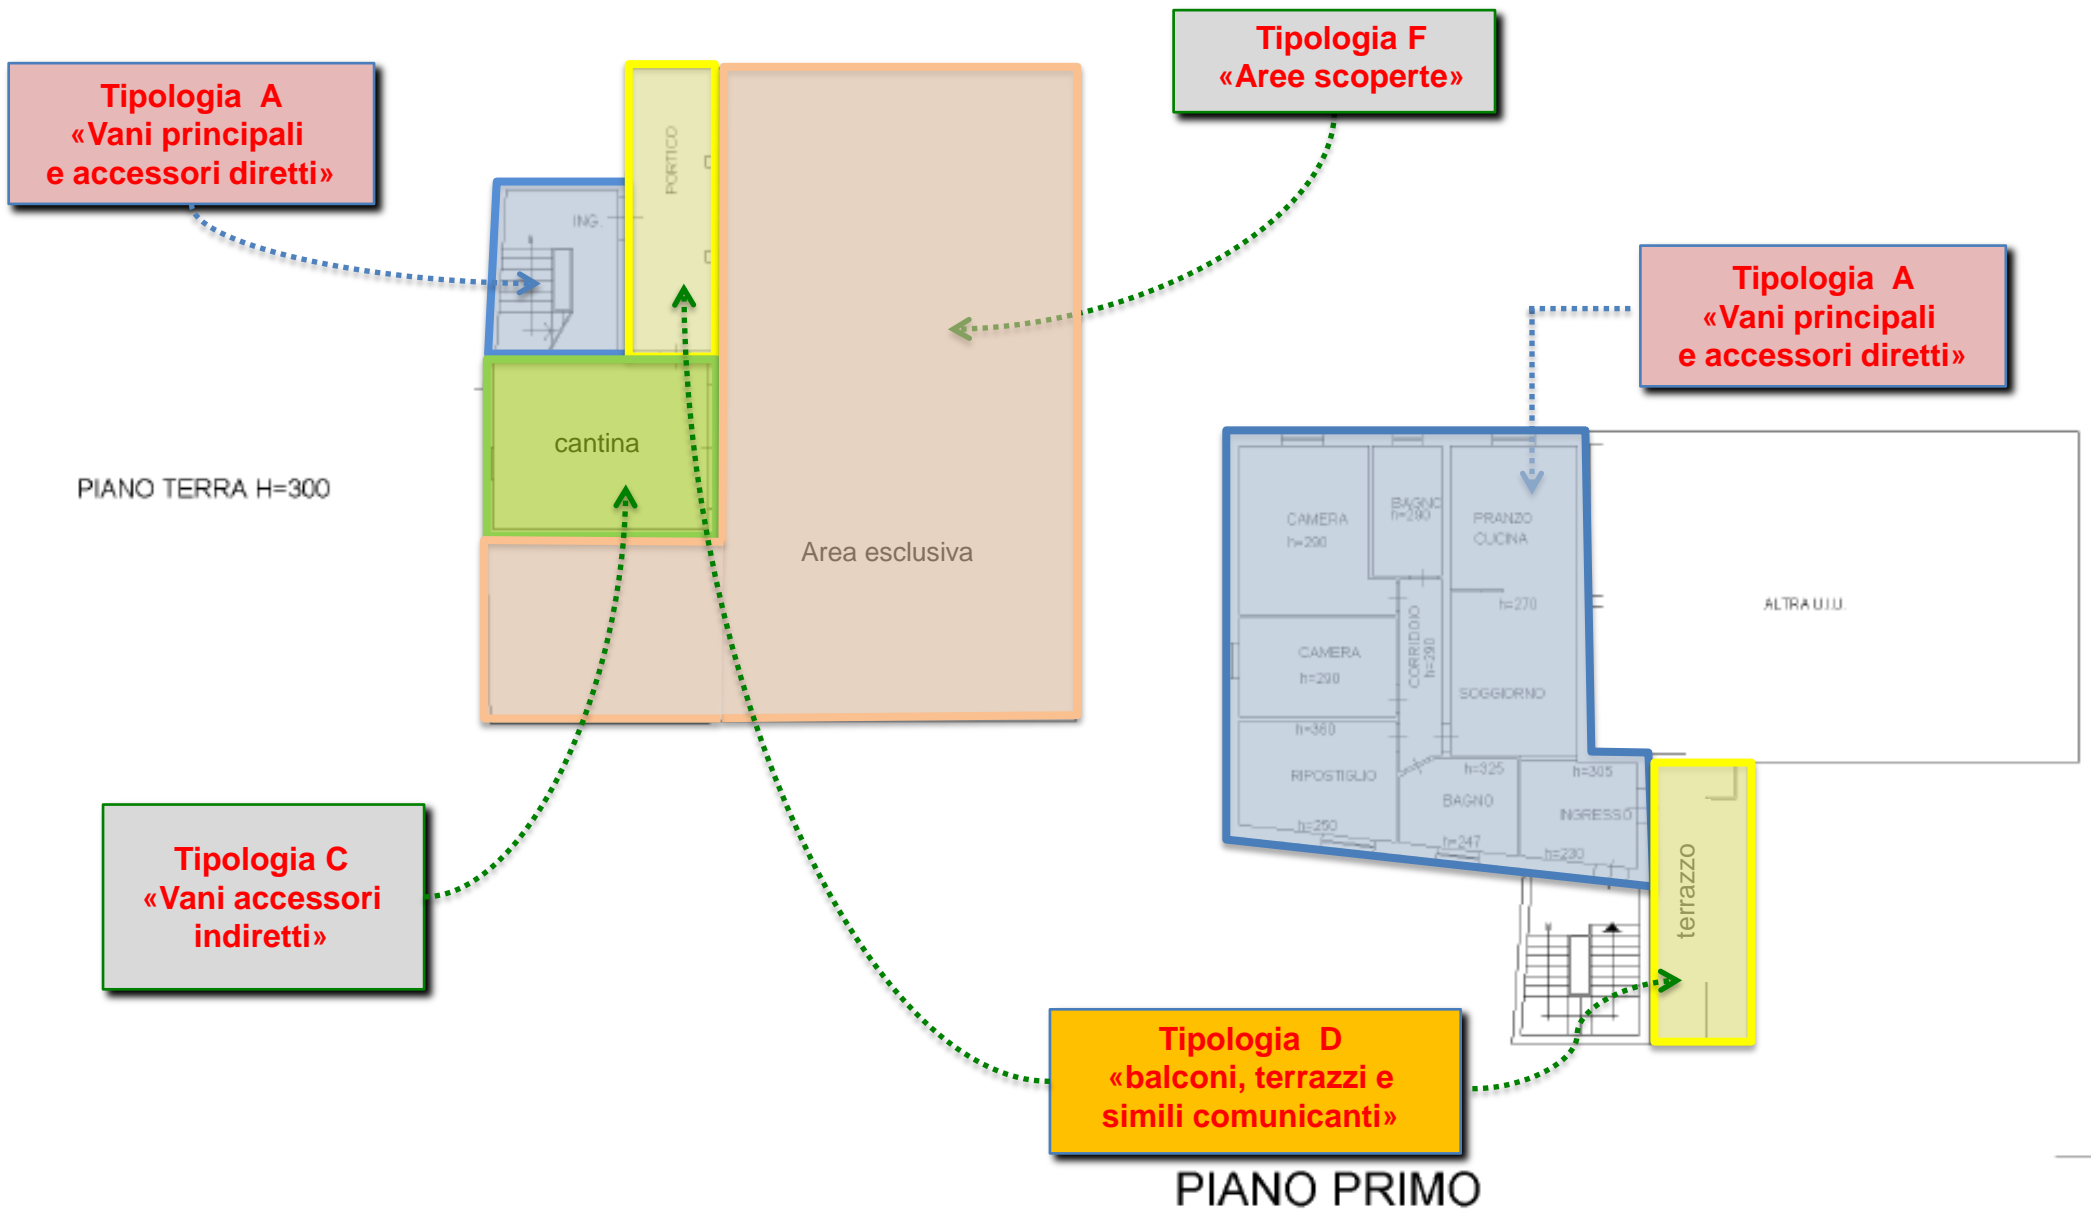 Tipologia F
«Aree scoperte»
Tipologia A
«Vani principali
e accessori diretti»
PORTICO
ING.
Tipologia A
«Vani principali
e accessori diretti»
cantina
PIANO TERRA H=300
Area esclusiva
CAMERA
h=290
BAGNO
h=290
PRANZO
CUCINA
h=270
ALTRA U.I.U.
CORRIDOIO
h=290
CAMERA
h=290
SOGGIORNO
h=360
RIPOSTIGLIO
h=250
h=325
BAGNO
h=247
h=305
INGRESSO
h=230
terrazzo
Tipologia C
«Vani accessori
indiretti»
Tipologia D
«balconi, terrazzi e
simili comunicanti»
PIANO PRIMO